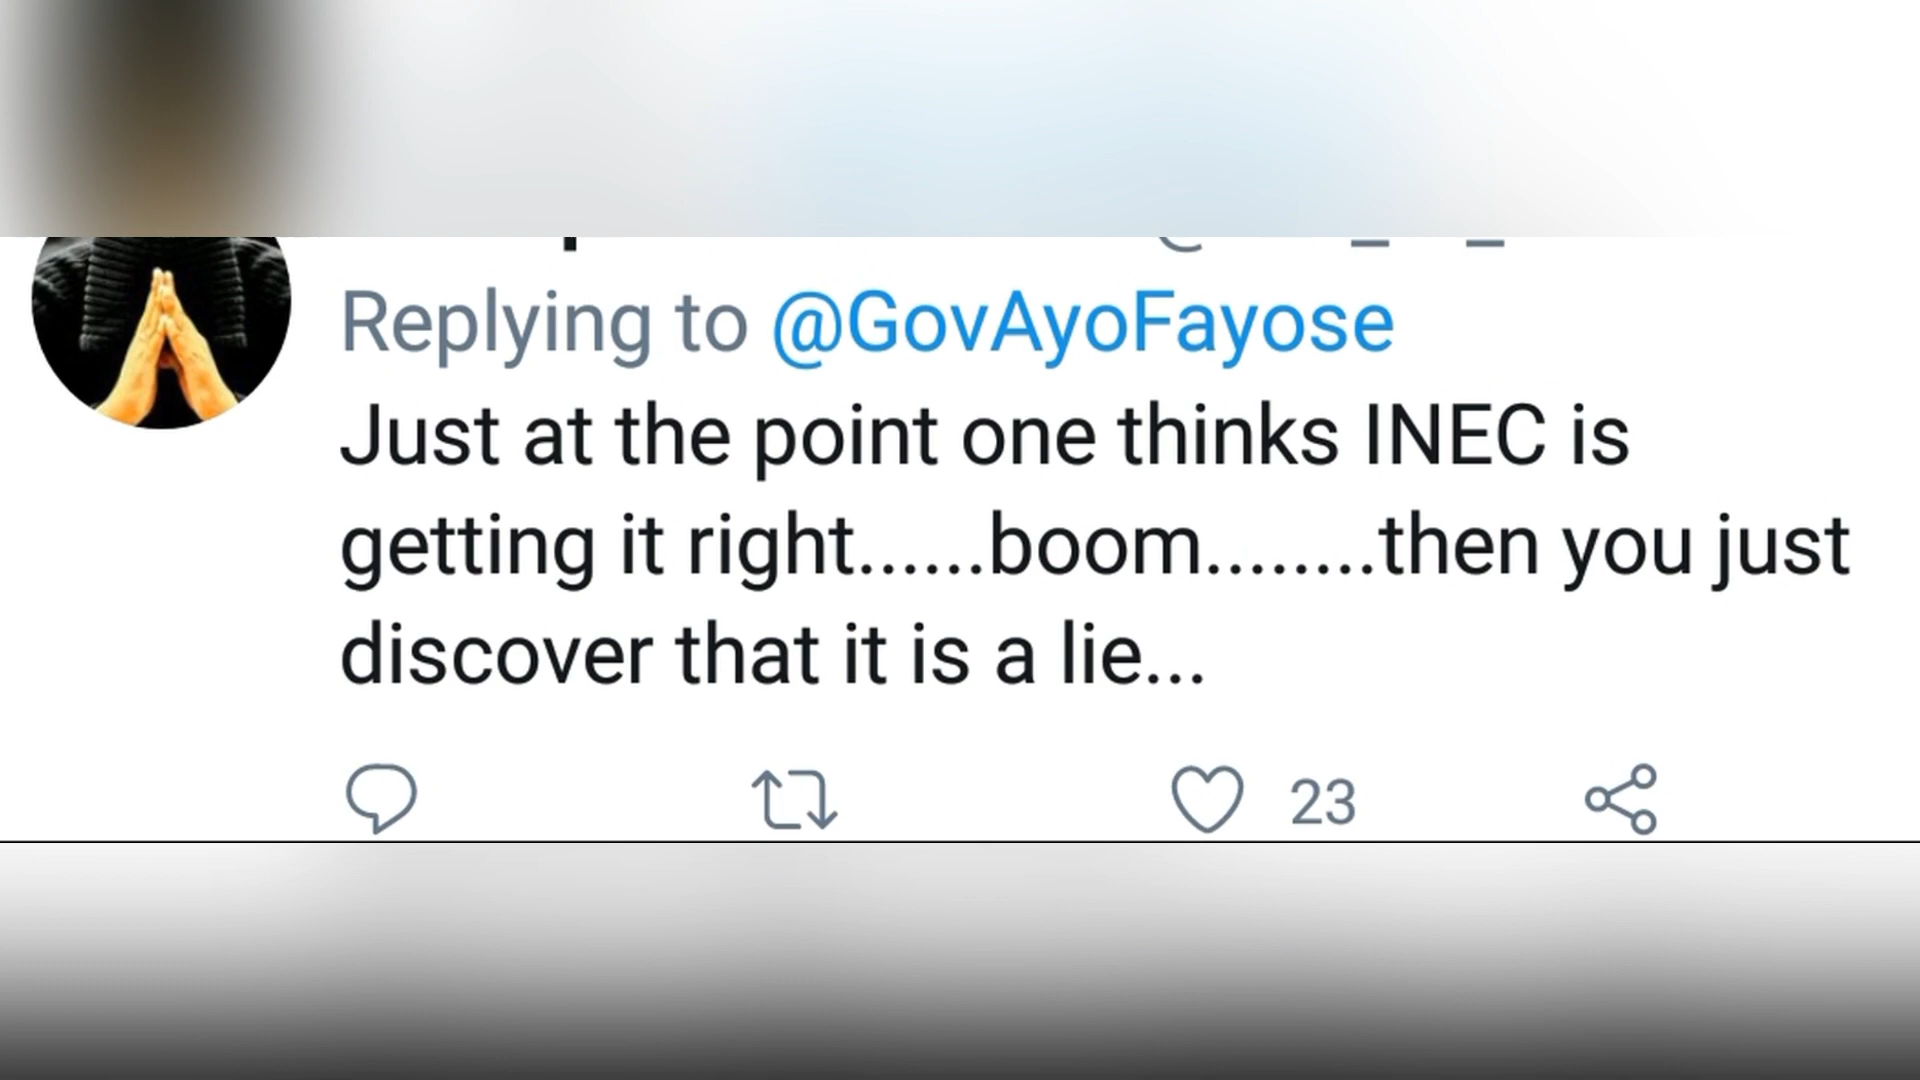 Replying to @GovAyoFayose
Just at the point one thinks INEC is
getting it right......boom........then you just
discover that it is a lie...
23